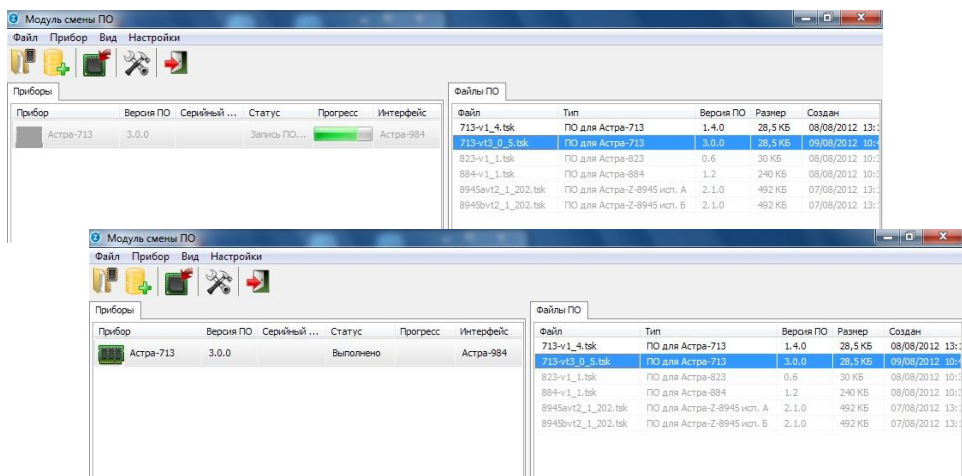 Модуль смены ПО
Файл Прибор Вид Настройки
Приборы
Прибор Версия ПО Серийный ... Статус Прогресс Интерфейс
Астра-713 3.0.0 Запись ПО... Астра-984
Файлы ПО
Файл Тип Версия ПО Размер Создан
713-v1_4.tsk ПО для Астра-713 1.4.0 28,5 КБ 08/08/2012 13:
713-vt3_0_5.tsk ПО для Астра-713 3.0.0 28,5 КБ 09/08/2012 10:
823-v1_1.tsk ПО для Астра-823 0.6 30 КБ 08/08/2012 10:
884-v1_1.tsk ПО для Астра-884 1.2 240 КБ 08/08/2012 10:
8945avt2_1_202.tsk ПО для Астра-Z-8945 исп. А 2.1.0 492 КБ 07/08/2012 13:
8945bvt2_1_202.tsk ПО для Астра-Z-8945 исп. Б 2.1.0 492 КБ 07/08/2012 13:
Модуль смены ПО
Файл Прибор Вид Настройки
Приборы
Прибор Версия ПО Серийный ... Статус Прогресс Интерфейс
Астра-713 3.0.0 Выполнено Астра-984
Файлы ПО
Файл Тип Версия ПО Размер Создан
713-v1_4.tsk ПО для Астра-713 1.4.0 28,5 КБ 08/08/2012 13:
713-vt3_0_5.tsk ПО для Астра-713 3.0.0 28,5 КБ 09/08/2012 10:
823-v1_1.tsk ПО для Астра-823 0.6 30 КБ 08/08/2012 10:
884-v1_1.tsk ПО для Астра-884 1.2 240 КБ 08/08/2012 10:
8945avt2_1_202.tsk ПО для Астра-Z-8945 исп. А 2.1.0 492 КБ 07/08/2012 13:
8945bvt2_1_202.tsk ПО для Астра-Z-8945 исп. Б 2.1.0 492 КБ 07/08/2012 13: